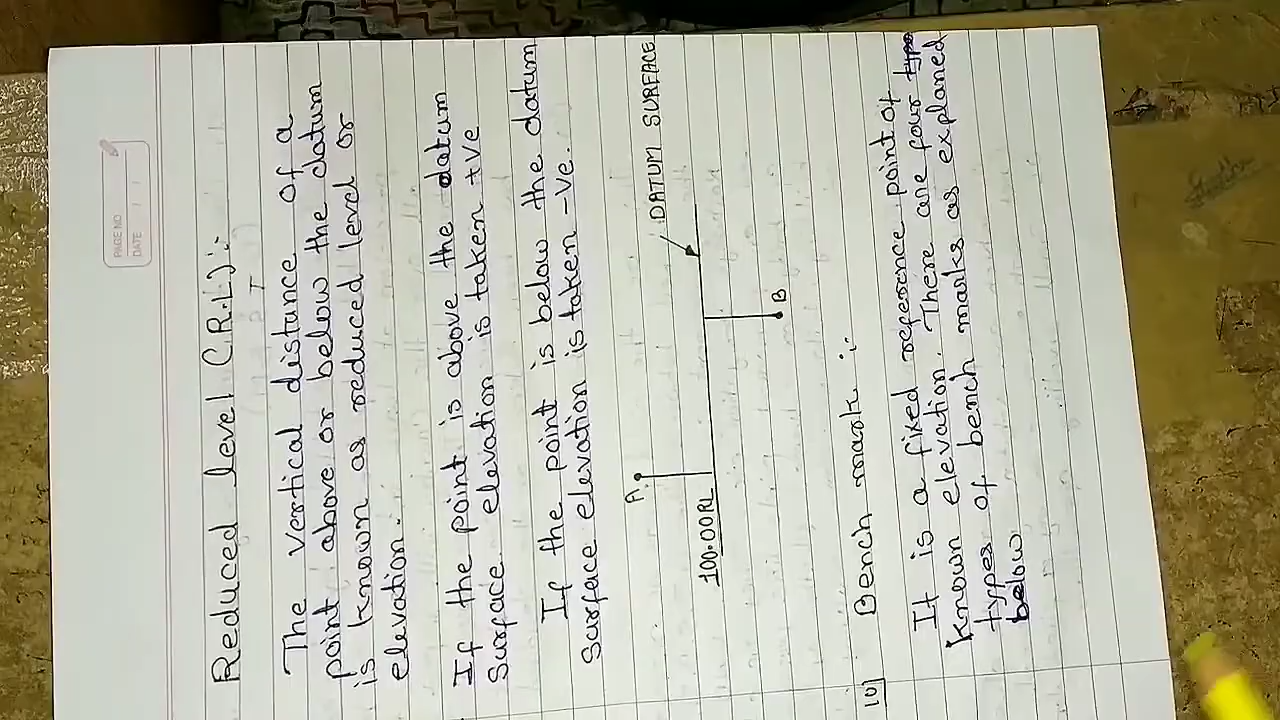 PAGE NO
DATE
Reduced level C.R.L.) :-
The vertical distance of a
point above or below the datum
is known as reduced level or
elevation.
If the point is above the datum
surface elevation is taken +ve
If the point is below the datum
surface elevation is taken -ve.
A
DATUM SURFACE
100.00RL
B
10] Bench mark :-
It is a fixed reference point of
known elevation. There are four
types of bench marks as explaned
below